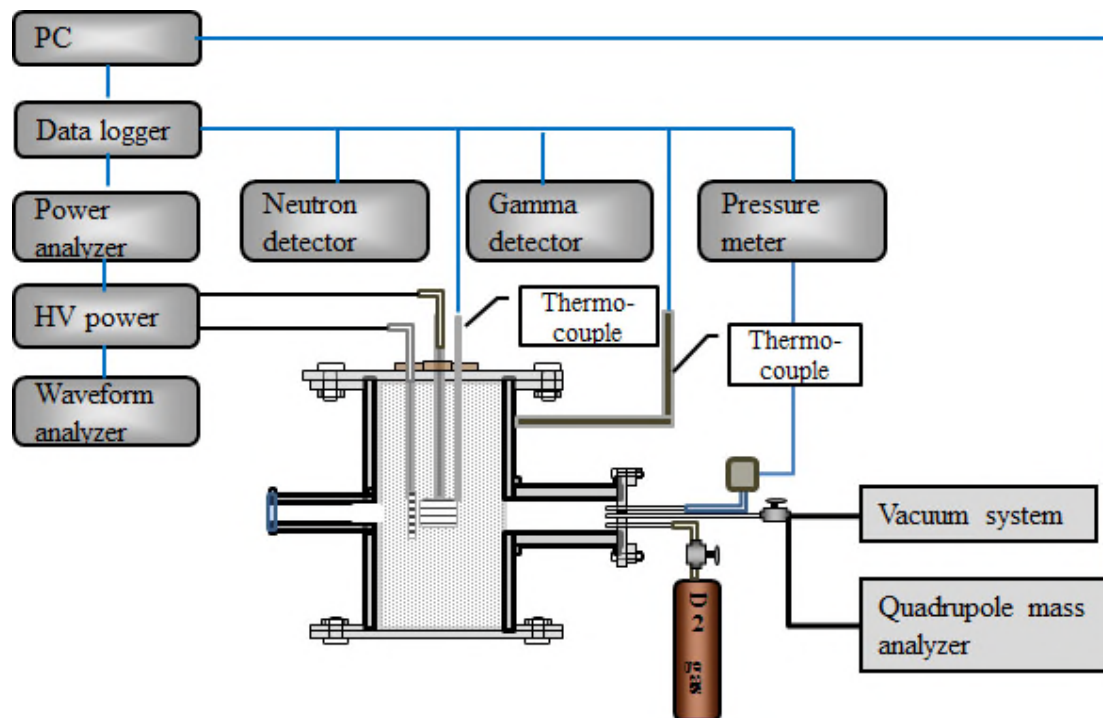 PC
Data logger
Power
analyzer
HV power
Waveform
analyzer
Neutron
detector
Gamma
detector
Pressure
meter
Thermo-
couple
Thermo-
couple
Vacuum system
Quadrupole mass
analyzer
D2 gas